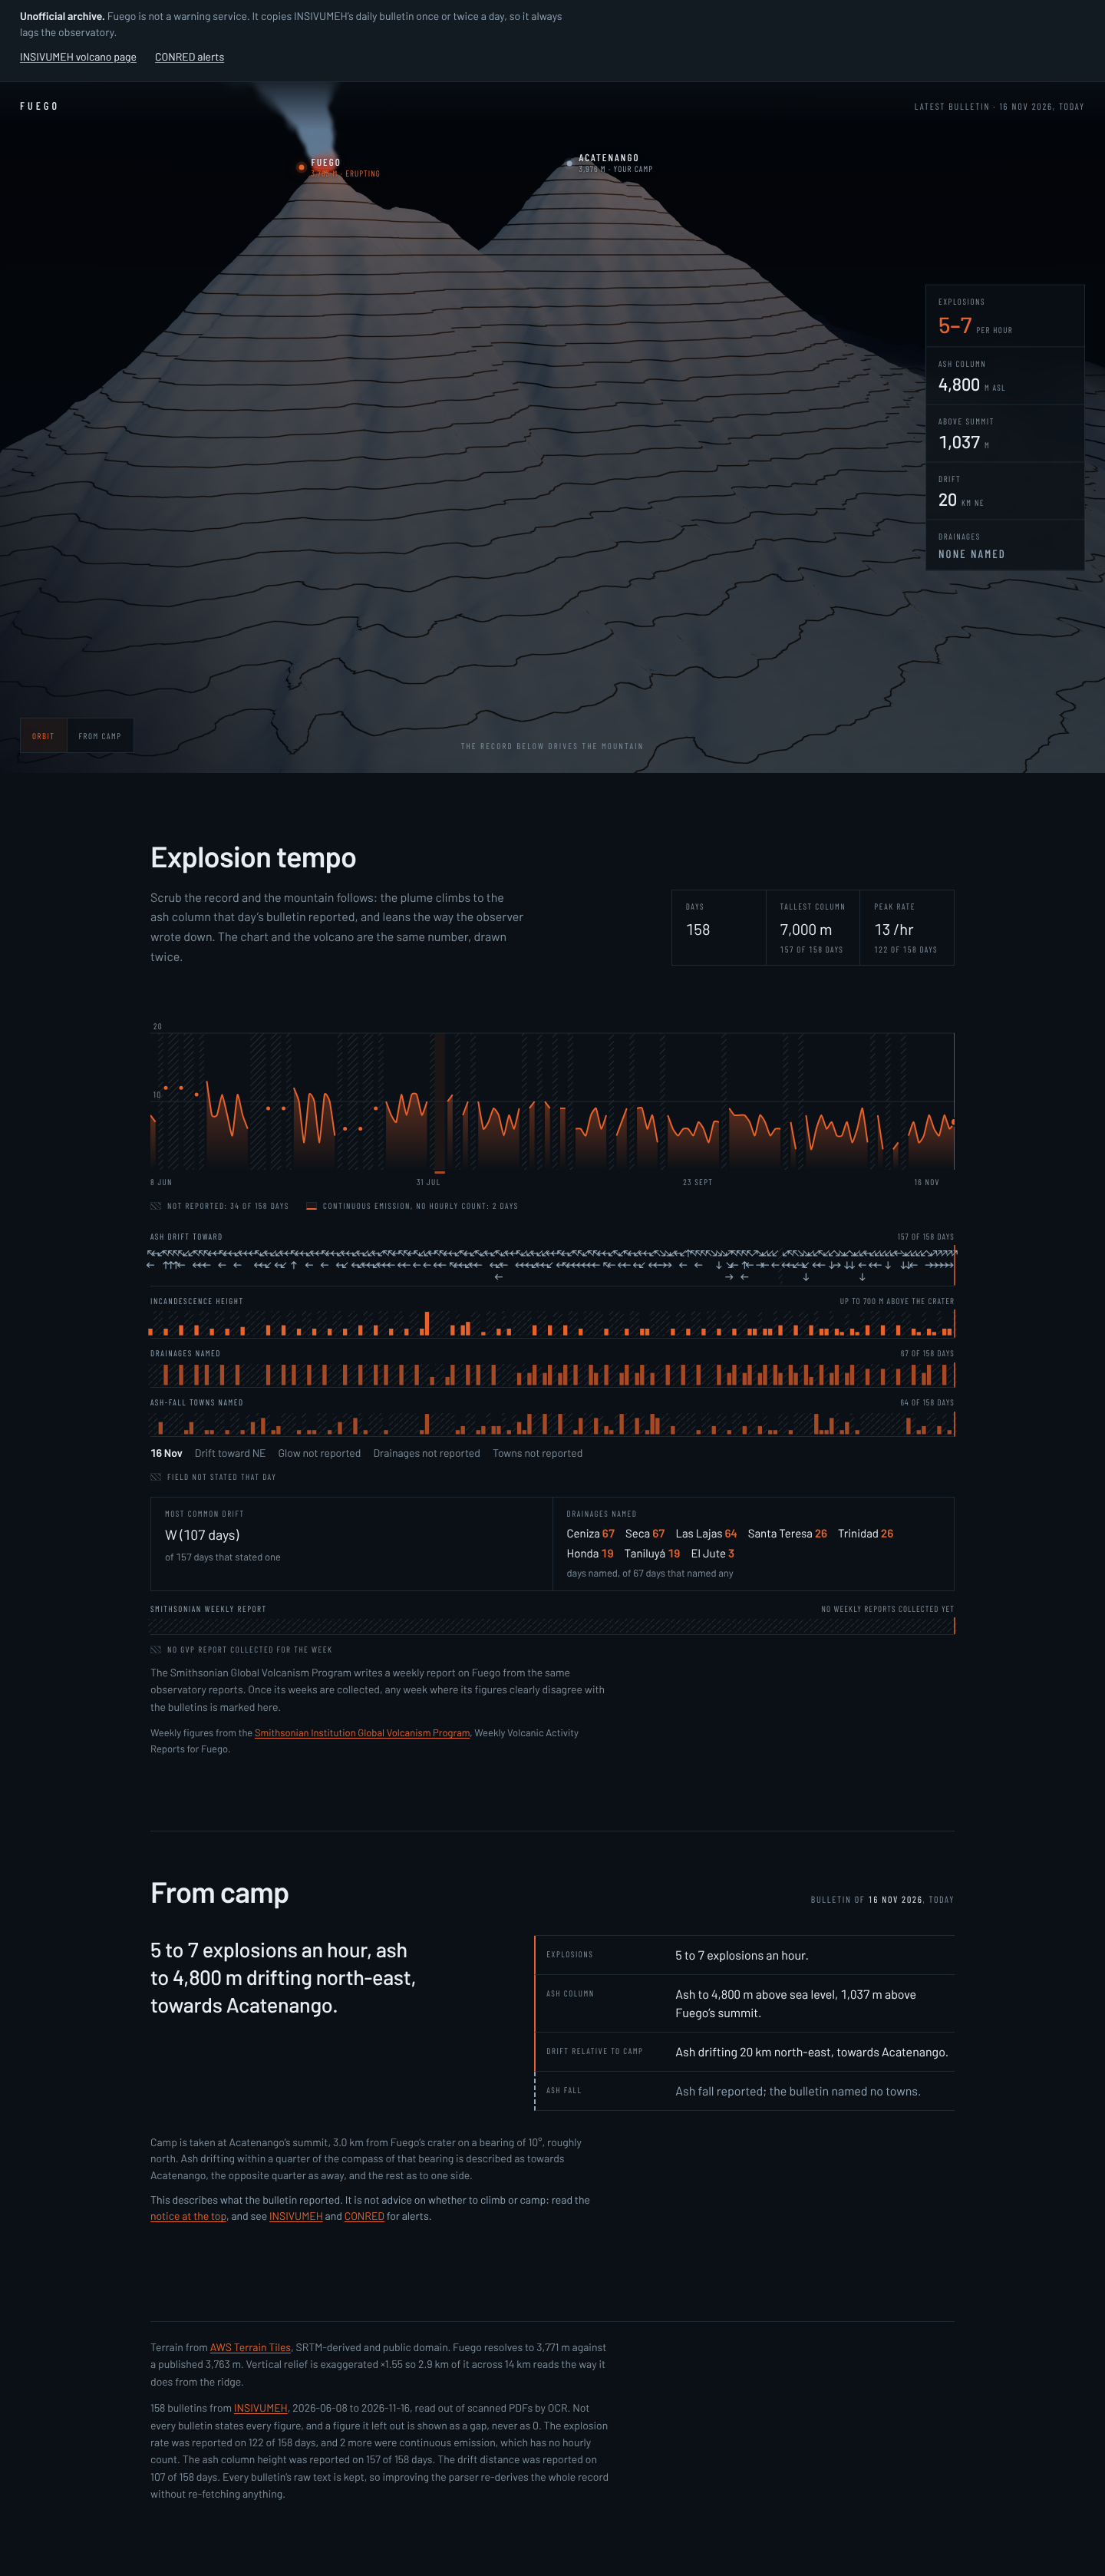 Unofficial archive. Fuego is not a warning service. It copies INSIVUMEH's daily bulletin once or twice a day, so it always
lags the observatory.
INSIVUMEH volcano page CONRED alerts
FUEGO
LATEST BULLETIN · 16 NOV 2026, TODAY
FUEGO
M · ERUPTING
ACATENANGO
3,976 M · YOUR CAMP
EXPLOSIONS
5–7 PER HOUR
ASH COLUMN
4,800 M ASL
ABOVE SUMMIT
1,037 M
DRIFT
20 KM NE
DRAINAGES
NONE NAMED
ORBIT FROM CAMP
THE RECORD BELOW DRIVES THE MOUNTAIN
Explosion tempo
Scrub the record and the mountain follows: the plume climbs to the
ash column that day's bulletin reported, and leans the way the observer
wrote down. The chart and the volcano are the same number, drawn
twice.
DAYS
158
TALLEST COLUMN
7,000 m
157 OF 158 DAYS
PEAK RATE
13 /hr
122 OF 158 DAYS
20
10
8 JUN 31 JUL 23 SEPT 16 NOV
NOT REPORTED: 34 OF 158 DAYS CONTINUOUS EMISSION, NO HOURLY COUNT: 2 DAYS
ASH DRIFT TOWARD 157 OF 158 DAYS
INCANDESCENCE HEIGHT UP TO 700 M ABOVE THE CRATER
DRAINAGES NAMED 67 OF 158 DAYS
ASH-FALL TOWNS NAMED 64 OF 158 DAYS
16 Nov Drift toward NE Glow not reported Drainages not reported Towns not reported
FIELD NOT STATED THAT DAY
MOST COMMON DRIFT
W (107 days)
of 157 days that stated one
DRAINAGES NAMED
Ceniza 67 Seca 67 Las Lajas 64 Santa Teresa 26 Trinidad 26
Honda 19 Taniluyá 19 El Jute 3
days named, of 67 days that named any
SMITHSONIAN WEEKLY REPORT NO WEEKLY REPORTS COLLECTED YET
NO GVP REPORT COLLECTED FOR THE WEEK
The Smithsonian Global Volcanism Program writes a weekly report on Fuego from the same
observatory reports. Once its weeks are collected, any week where its figures clearly disagree with
the bulletins is marked here.
Weekly figures from the Smithsonian Institution Global Volcanism Program, Weekly Volcanic Activity
Reports for Fuego.
From camp
BULLETIN OF 16 NOV 2026, TODAY
5 to 7 explosions an hour, ash
to 4,800 m drifting north-east,
towards Acatenango.
EXPLOSIONS 5 to 7 explosions an hour.
ASH COLUMN Ash to 4,800 m above sea level, 1,037 m above
Fuego's summit.
DRIFT RELATIVE TO CAMP Ash drifting 20 km north-east, towards Acatenango.
ASH FALL Ash fall reported; the bulletin named no towns.
Camp is taken at Acatenango's summit, 3.0 km from Fuego's crater on a bearing of 10°, roughly
north. Ash drifting within a quarter of the compass of that bearing is described as towards
Acatenango, the opposite quarter as away, and the rest as to one side.
This describes what the bulletin reported. It is not advice on whether to climb or camp: read the
notice at the top, and see INSIVUMEH and CONRED for alerts.
Terrain from AWS Terrain Tiles, SRTM-derived and public domain. Fuego resolves to 3,771 m against
a published 3,763 m. Vertical relief is exaggerated ×1.55 so 2.9 km of it across 14 km reads the way it
does from the ridge.
158 bulletins from INSIVUMEH, 2026-06-08 to 2026-11-16, read out of scanned PDFs by OCR. Not
every bulletin states every figure, and a figure it left out is shown as a gap, never as 0. The explosion
rate was reported on 122 of 158 days, and 2 more were continuous emission, which has no hourly
count. The ash column height was reported on 157 of 158 days. The drift distance was reported on
107 of 158 days. Every bulletin's raw text is kept, so improving the parser re-derives the whole record
without re-fetching anything.